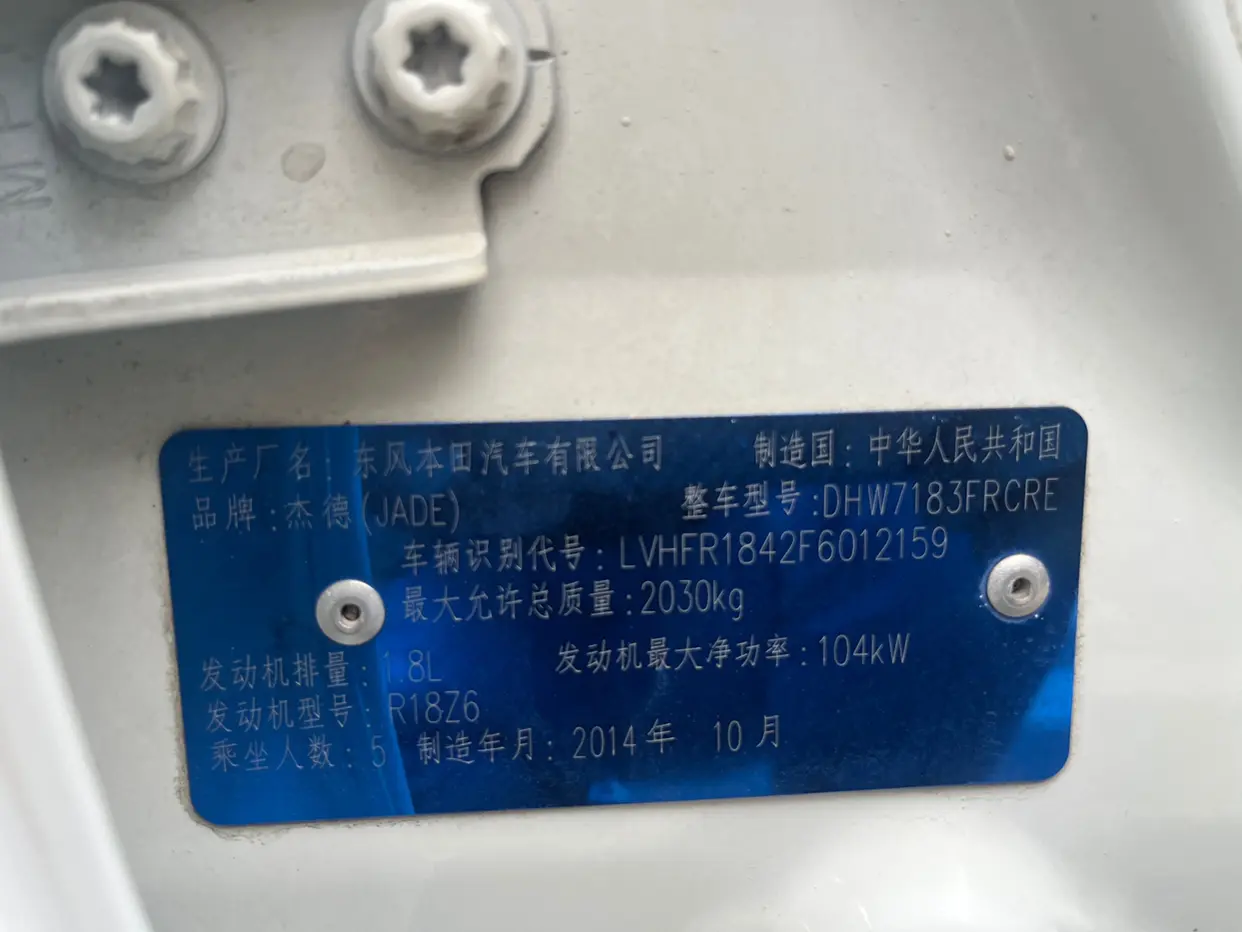 生产厂名：东风本田汽车有限公司 制造国：中华人民共和国
品牌：杰德(JADE) 整车型号：DHW7183FRCRE
车辆识别代号：LVHFR1842F6012159
最大允许总质量：2030kg
发动机排量：1.8L 发动机最大净功率：104kW
发动机型号：R18Z6
乘坐人数：5 制造年月：2014年 10月